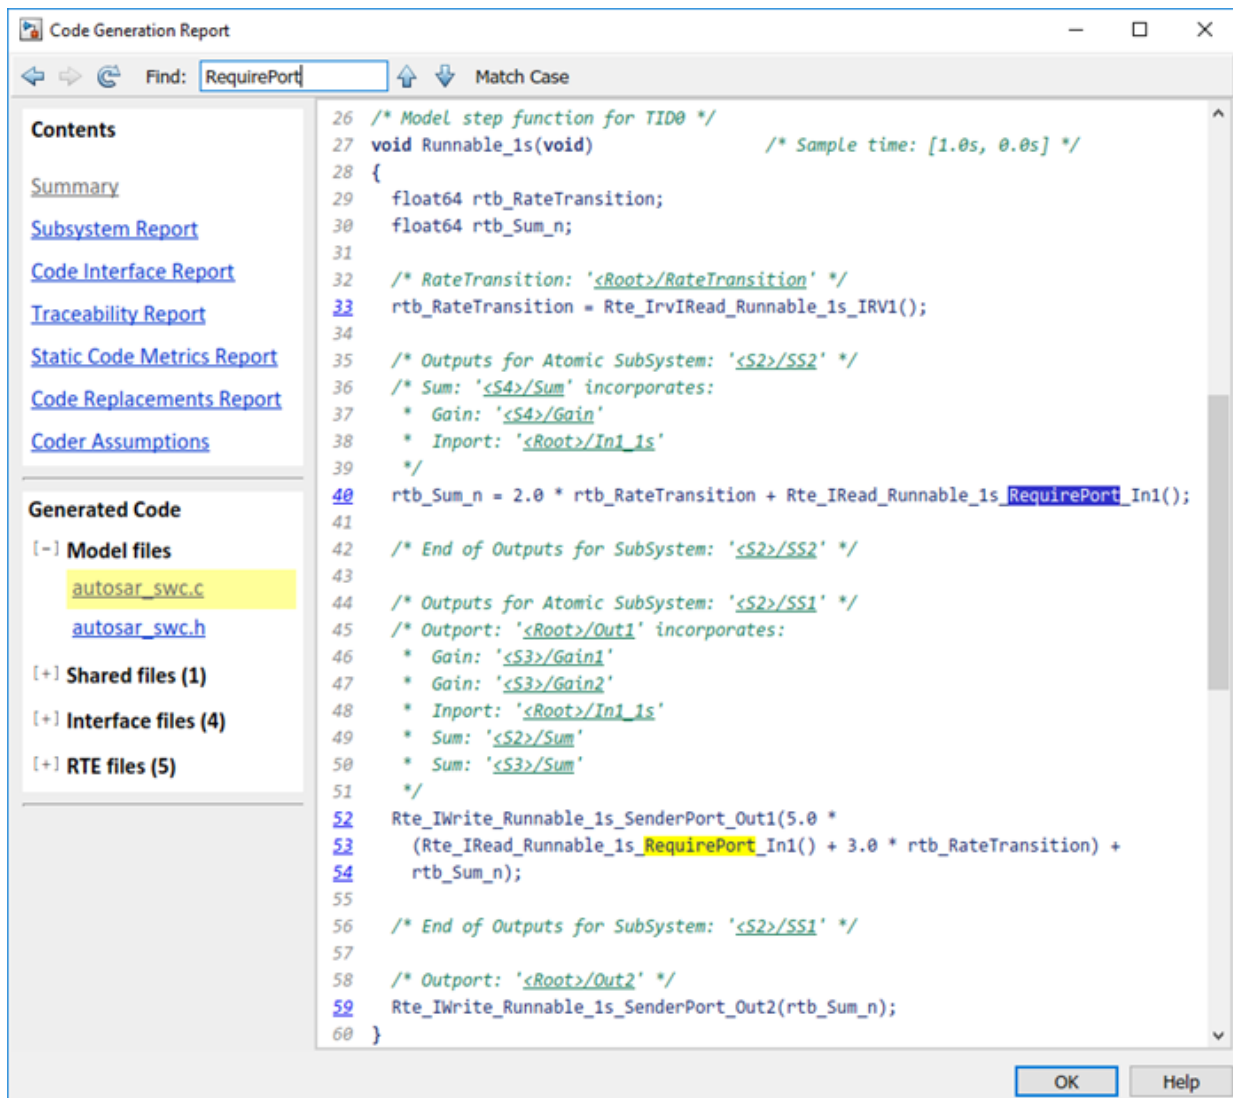 Code Generation Report
Find: RequirePort Match Case
Contents
Summary
Subsystem Report
Code Interface Report
Traceability Report
Static Code Metrics Report
Code Replacements Report
Coder Assumptions
Generated Code
[-] Model files
autosar_swc.c
autosar_swc.h
[+] Shared files (1)
[+] Interface files (4)
[+] RTE files (5)
26 /* Model step function for TID0 */
27 void Runnable_1s(void) /* Sample time: [1.0s, 0.0s] */
28 {
29 float64 rtb_RateTransition;
30 float64 rtb_Sum_n;
31
32 /* RateTransition: '<Root>/RateTransition' */
33 rtb_RateTransition = Rte_IrvIRead_Runnable_1s_IRV1();
34
35 /* Outputs for Atomic SubSystem: '<S2>/SS2' */
36 /* Sum: '<S4>/Sum' incorporates:
37 * Gain: '<S4>/Gain'
38 * Inport: '<Root>/In1_1s'
39 */
40 rtb_Sum_n = 2.0 * rtb_RateTransition + Rte_IRead_Runnable_1s_RequirePort_In1();
41
42 /* End of Outputs for SubSystem: '<S2>/SS2' */
43
44 /* Outputs for Atomic SubSystem: '<S2>/SS1' */
45 /* Outport: '<Root>/Out1' incorporates:
46 * Gain: '<S3>/Gain1'
47 * Gain: '<S3>/Gain2'
48 * Inport: '<Root>/In1_1s'
49 * Sum: '<S2>/Sum'
50 * Sum: '<S3>/Sum'
51 */
52 Rte_IWrite_Runnable_1s_SenderPort_Out1(5.0 *
53 (Rte_IRead_Runnable_1s_RequirePort_In1() + 3.0 * rtb_RateTransition) +
54 rtb_Sum_n);
55
56 /* End of Outputs for SubSystem: '<S2>/SS1' */
57
58 /* Outport: '<Root>/Out2' */
59 Rte_IWrite_Runnable_1s_SenderPort_Out2(rtb_Sum_n);
60 }
OK Help